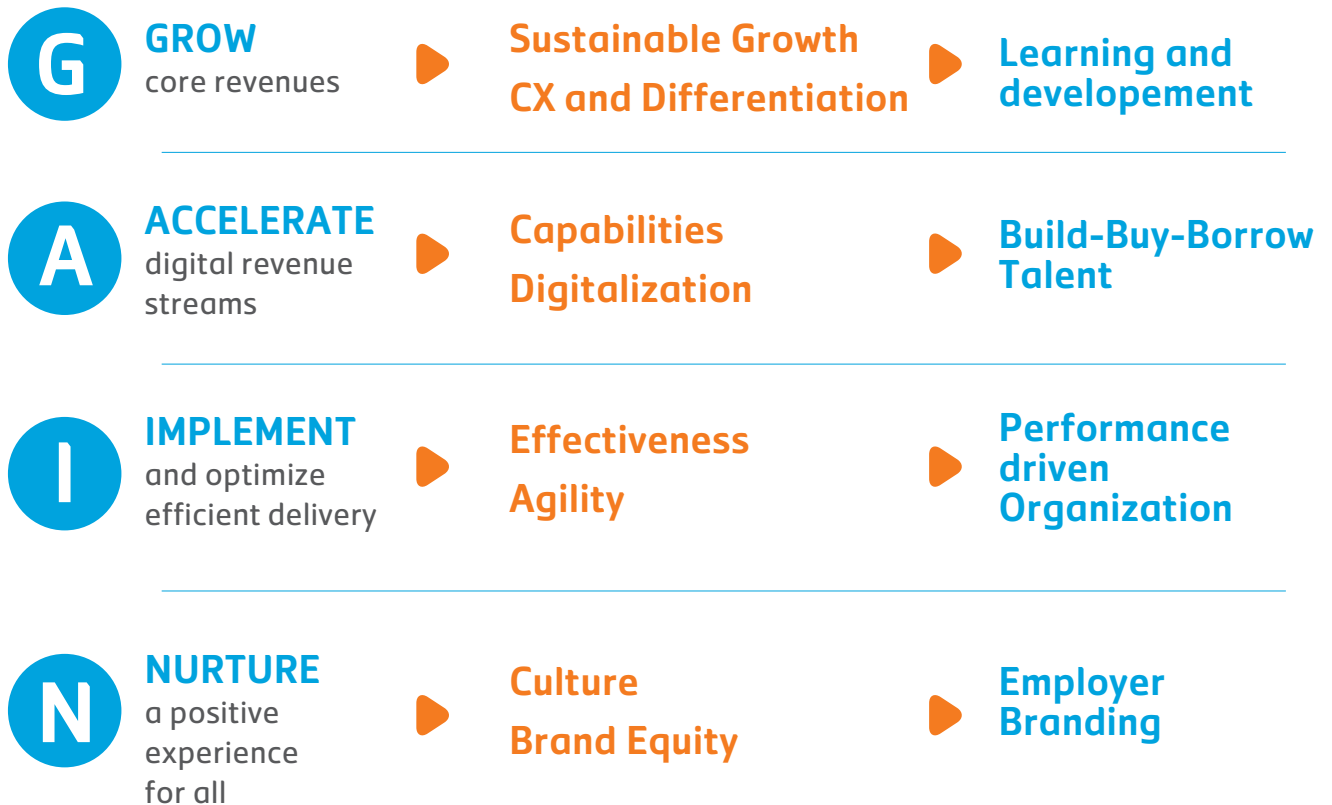 G
GROW
core revenues
Sustainable Growth
CX and Differentiation
Learning and
developement
A
ACCELERATE
digital revenue
streams
Capabilities
Digitalization
Build-Buy-Borrow
Talent
I
IMPLEMENT
and optimize
efficient delivery
Effectiveness
Agility
Performance
driven
Organization
N
NURTURE
a positive
experience
for all
Culture
Brand Equity
Employer
Branding